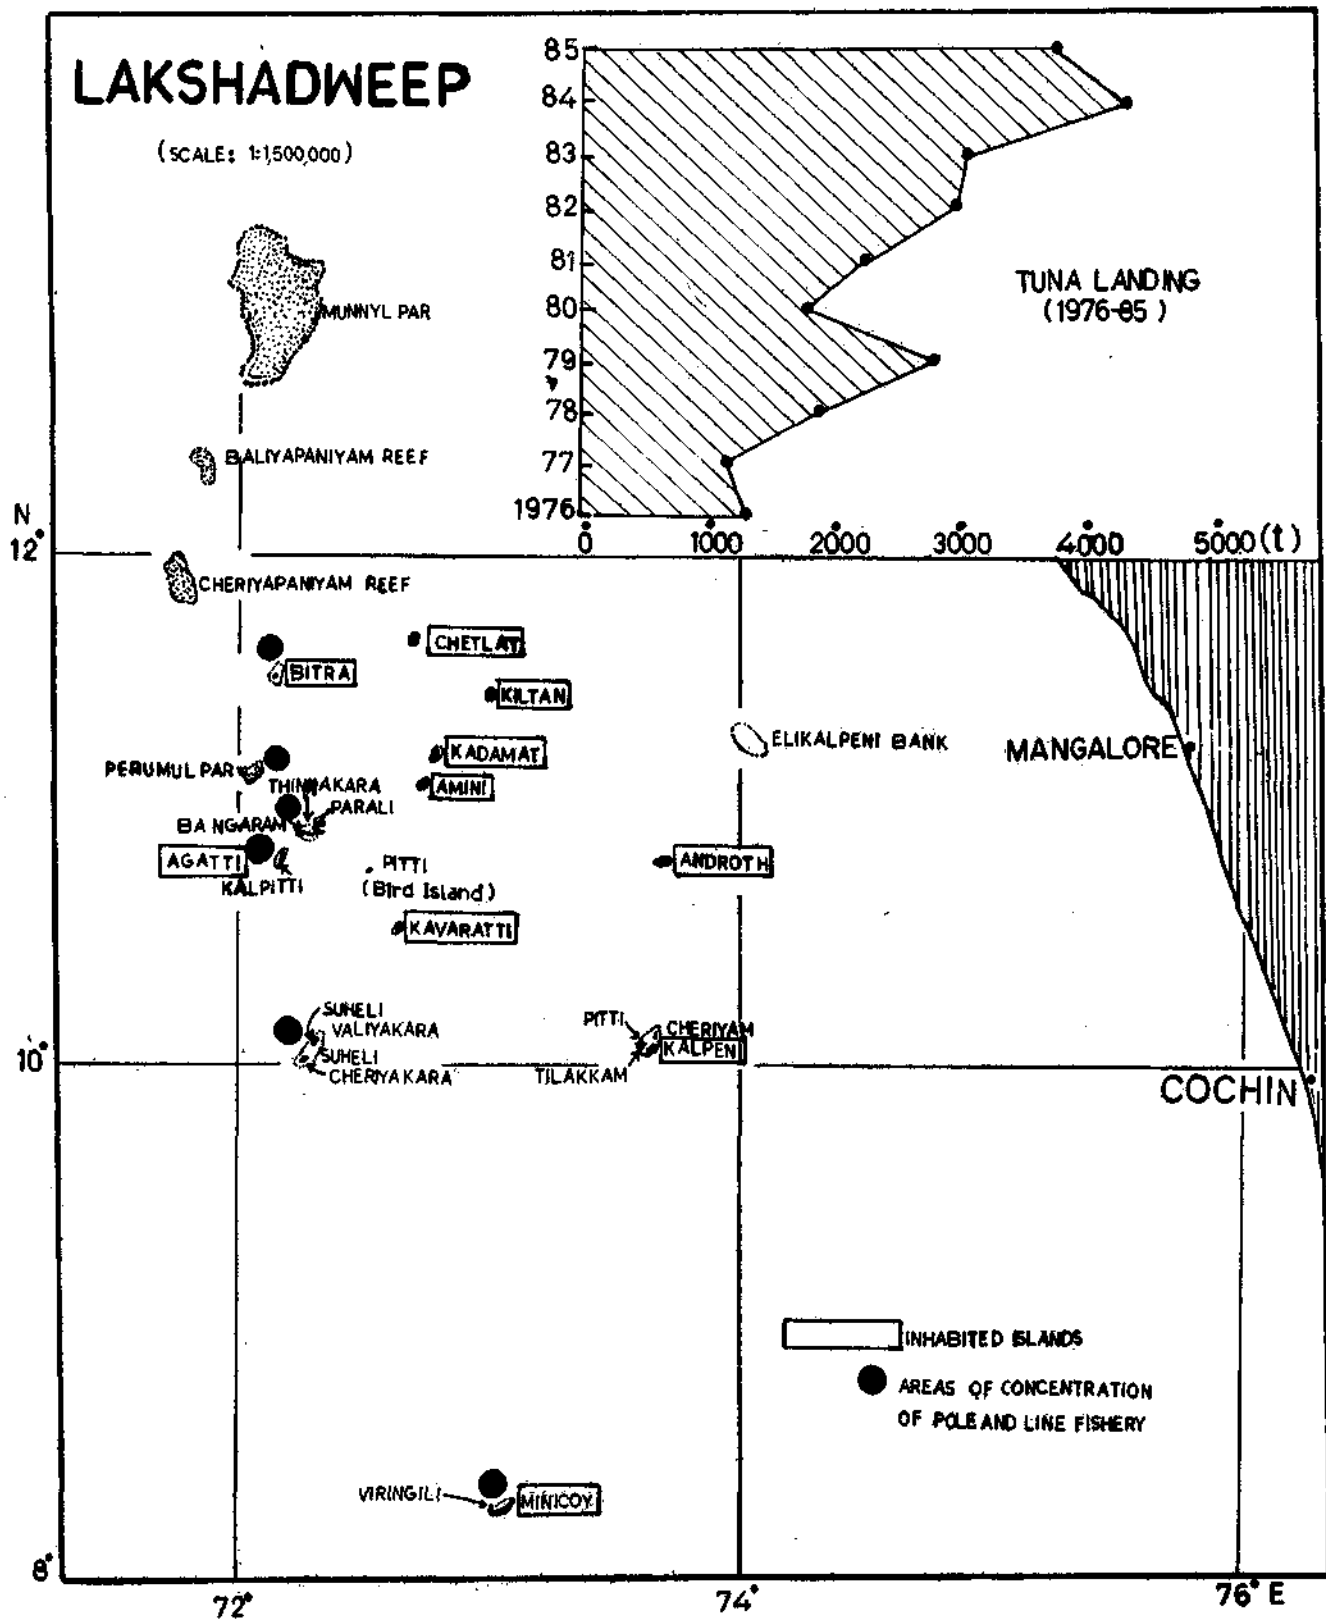 LAKSHADWEEP
(SCALE: 1:1,500,000)
85
84
83
82
81
80
79
78
77
1976
0 1000 2000 3000 4000 5000 (t)
TUNA LANDING
(1976-85)
MUNNYL PAR
BALIYAPANIYAM REEF
N
12°
CHERIYAPANIYAM REEF
CHETLAT
BITRA
KILTAN
ELIKALPENI BANK
MANGALORE
KADAMAT
PERUMUL PAR
THINNAKARA
AMINI
PARALI
BANGARAM
AGATTI
KALPITTI
PITTI
(Bird Island)
ANDROTH
KAVARATTI
SUHELI
VALIYAKARA
PITTI
CHERIYAM
KALPEN
10°
SUHELI
CHERIYAKARA
TILAKKAM
COCHIN
INHABITED ISLANDS
AREAS OF CONCENTRATION
OF POLE AND LINE FISHERY
VIRINGILI
MINICOY
8°
72° 74° 76° E